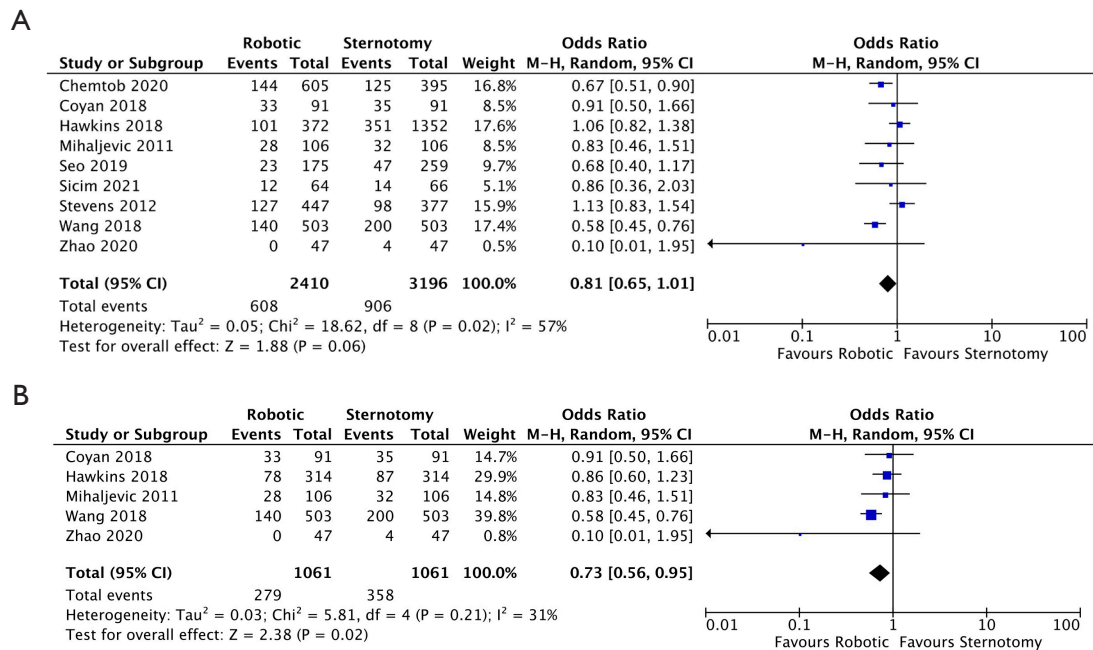 A
Robotic Sternotomy Odds Ratio Odds Ratio
Study or Subgroup Events Total Events Total Weight M-H, Random, 95% CI M-H, Random, 95% CI
Chemtob 2020 144 605 125 395 16.8% 0.67 [0.51, 0.90]
Coyan 2018 33 91 35 91 8.5% 0.91 [0.50, 1.66]
Hawkins 2018 101 372 351 1352 17.6% 1.06 [0.82, 1.38]
Mihaljevic 2011 28 106 32 106 8.5% 0.83 [0.46, 1.51]
Seo 2019 23 175 47 259 9.7% 0.68 [0.40, 1.17]
Sicim 2021 12 64 14 66 5.1% 0.86 [0.36, 2.03]
Stevens 2012 127 447 98 377 15.9% 1.13 [0.83, 1.54]
Wang 2018 140 503 200 503 17.4% 0.58 [0.45, 0.76]
Zhao 2020 0 47 4 47 0.5% 0.10 [0.01, 1.95]
Total (95% CI) 2410 3196 100.0% 0.81 [0.65, 1.01]
Total events 608 906
Heterogeneity: Tau² = 0.05; Chi² = 18.62, df = 8 (P = 0.02); I² = 57%
Test for overall effect: Z = 1.88 (P = 0.06)
0.01 0.1 1 10 100
Favours Robotic Favours Sternotomy
B
Robotic Sternotomy Odds Ratio Odds Ratio
Study or Subgroup Events Total Events Total Weight M-H, Random, 95% CI M-H, Random, 95% CI
Coyan 2018 33 91 35 91 14.7% 0.91 [0.50, 1.66]
Hawkins 2018 78 314 87 314 29.9% 0.86 [0.60, 1.23]
Mihaljevic 2011 28 106 32 106 14.8% 0.83 [0.46, 1.51]
Wang 2018 140 503 200 503 39.8% 0.58 [0.45, 0.76]
Zhao 2020 0 47 4 47 0.8% 0.10 [0.01, 1.95]
Total (95% CI) 1061 1061 100.0% 0.73 [0.56, 0.95]
Total events 279 358
Heterogeneity: Tau² = 0.03; Chi² = 5.81, df = 4 (P = 0.21); I² = 31%
Test for overall effect: Z = 2.38 (P = 0.02)
0.01 0.1 1 10 100
Favours Robotic Favours Sternotomy